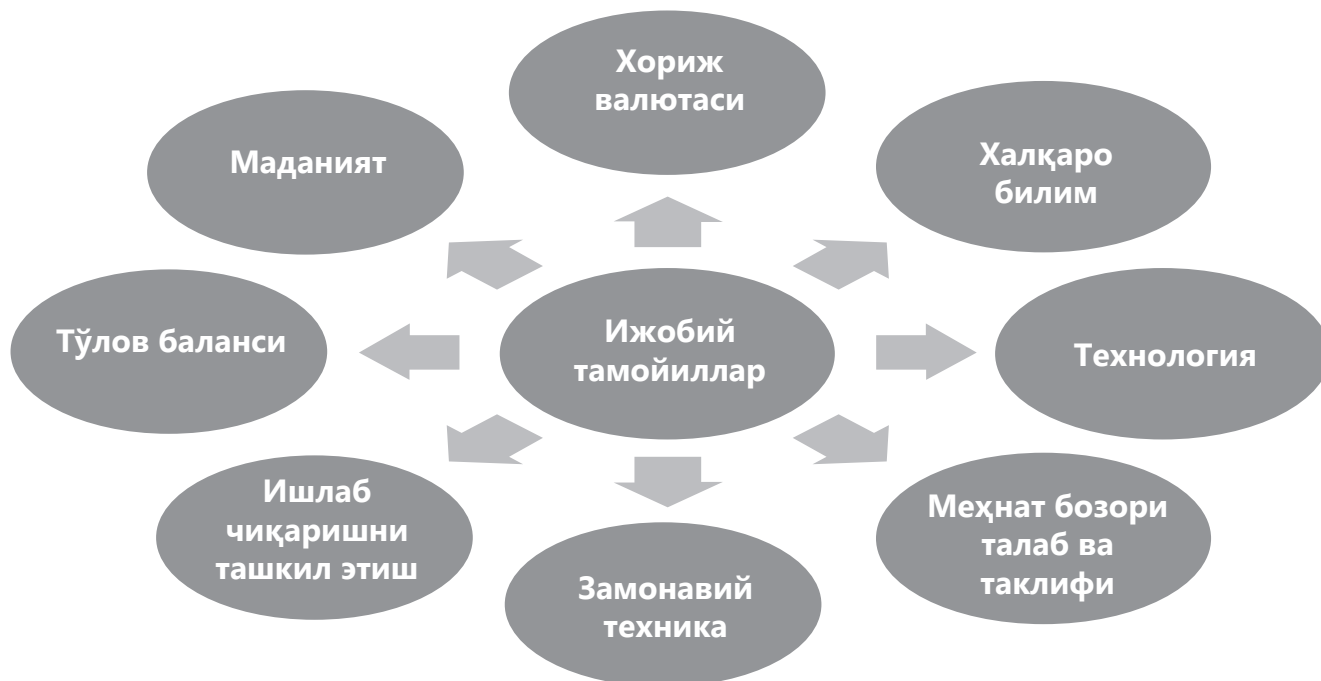 Хориж
валютаси
Маданият
Халқаро
билим
Тўлов баланси
Ижобий
тамойиллар
Технология
Ишлаб
чиқаришни
ташкил этиш
Меҳнат бозори
талаб ва
таклифи
Замонавий
техника